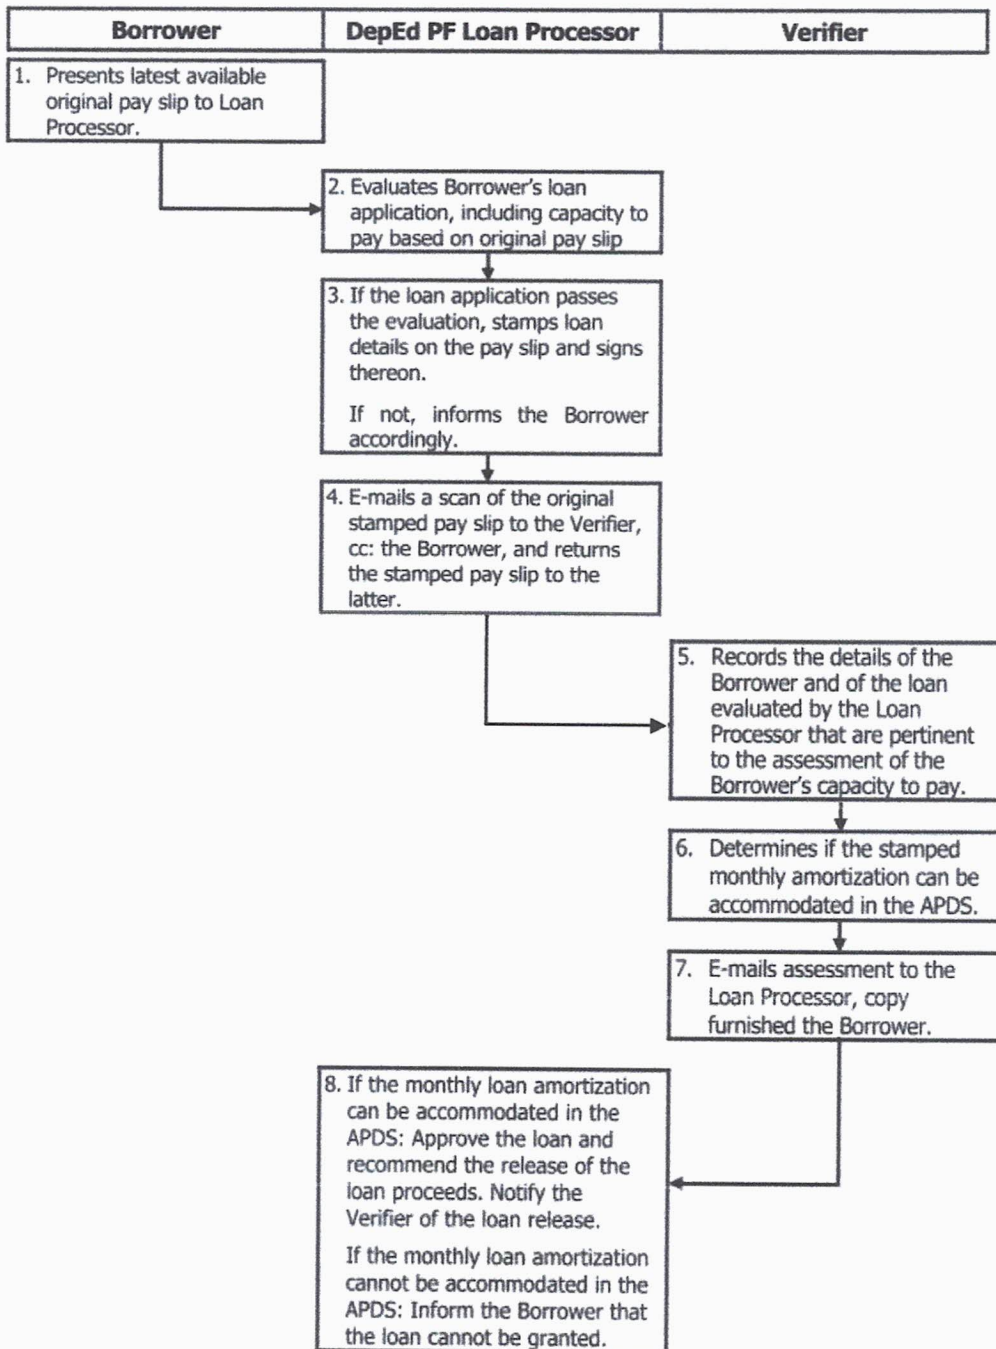 Borrower
DepEd PF Loan Processor
Verifier
1. Presents latest available
original pay slip to Loan
Processor.
2. Evaluates Borrower's loan
application, including capacity to
pay based on original pay slip
3. If the loan application passes
the evaluation, stamps loan
details on the pay slip and signs
thereon.
If not, informs the Borrower
accordingly.
4. E-mails a scan of the original
stamped pay slip to the Verifier,
cc: the Borrower, and returns
the stamped pay slip to the
latter.
5. Records the details of the
Borrower and of the loan
evaluated by the Loan
Processor that are pertinent
to the assessment of the
Borrower's capacity to pay.
6. Determines if the stamped
monthly amortization can be
accommodated in the APDS.
7. E-mails assessment to the
Loan Processor, copy
furnished the Borrower.
8. If the monthly loan amortization
can be accommodated in the
APDS: Approve the loan and
recommend the release of the
loan proceeds. Notify the
Verifier of the loan release.
If the monthly loan amortization
cannot be accommodated in the
APDS: Inform the Borrower that
the loan cannot be granted.